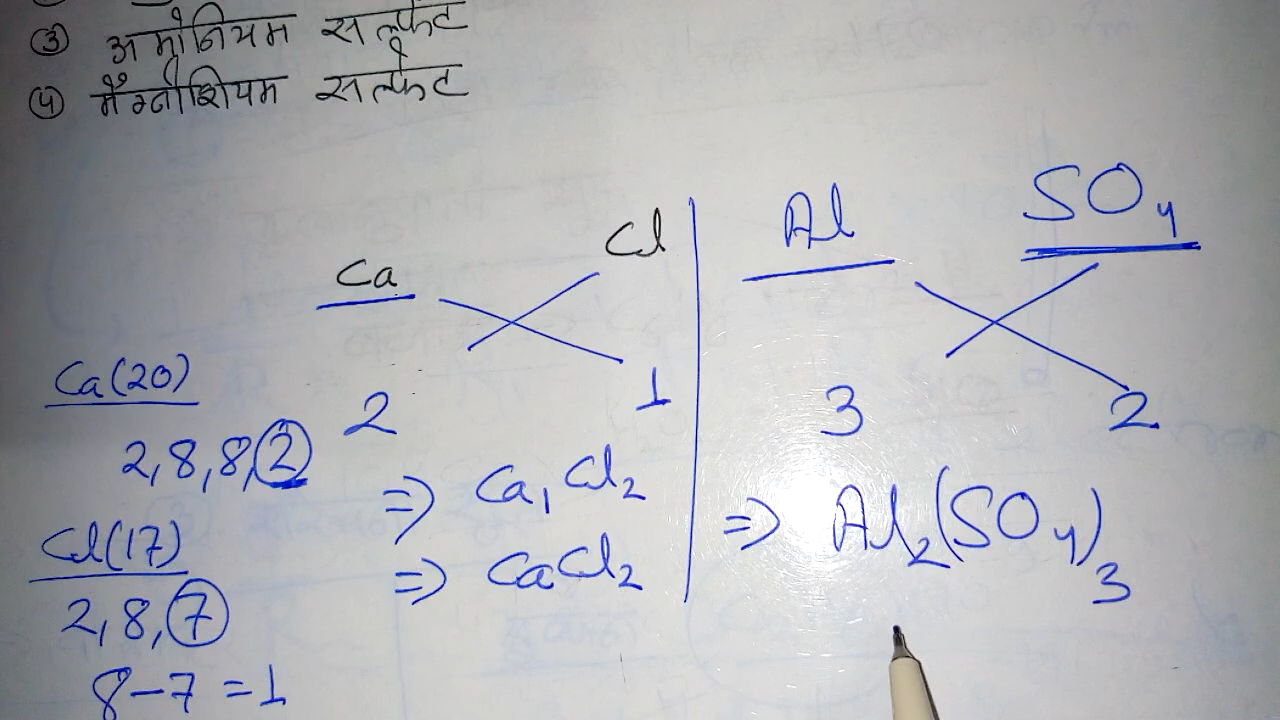 ③ अमोनियम सल्फेट
④ मैग्नीशियम सल्फेट
Ca Cl
2 1
⇒ Ca₁Cl₂
⇒ CaCl₂
Ca(20)
2,8,8,2
Cl(17)
2,8,7
8-7=1
Al SO₄
3 2
⇒ Al₂(SO₄)₃